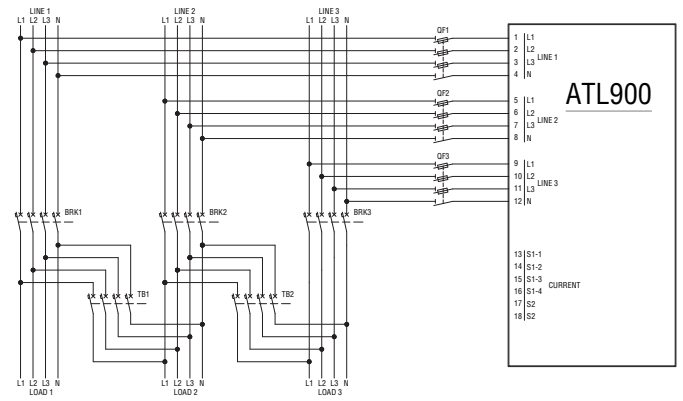 LINE 1
L1 L2 L3 N
LINE 2
L1 L2 L3 N
LINE 3
L1 L2 L3 N
QF1
1 L1
2 L2
3 L3
4 N
LINE 1
ATL900
QF2
5 L1
6 L2
7 L3
8 N
LINE 2
QF3
9 L1
10 L2
11 L3
12 N
LINE 3
BRK1
BRK2
BRK3
13 S1-1
14 S1-2
15 S1-3
16 S1-4
17 S2
18 S2
CURRENT
TB1
TB2
L1 L2 L3 N
LOAD 1
L1 L2 L3 N
LOAD 2
L1 L2 L3 N
LOAD 3